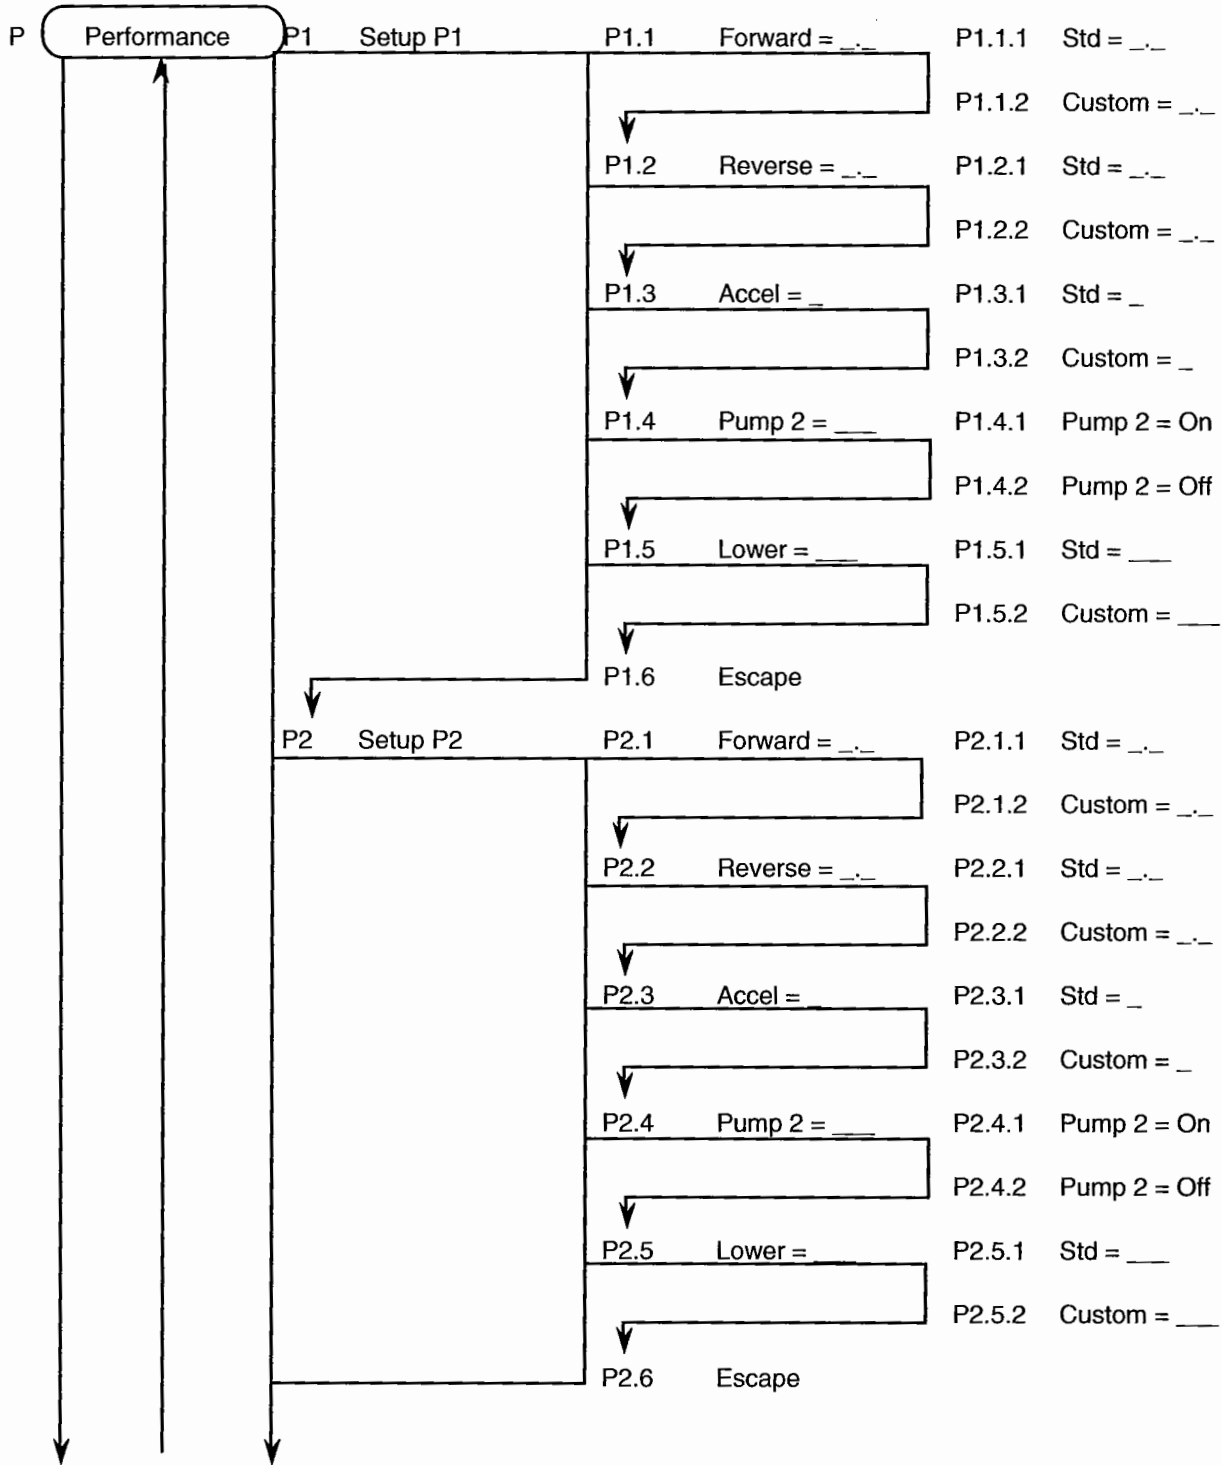 P Performance P1 Setup P1 P1.1 Forward = _._ P1.1.1 Std = _._
P1.1.2 Custom = _._
P1.2 Reverse = _._ P1.2.1 Std = _._
P1.2.2 Custom = _._
P1.3 Accel = _ P1.3.1 Std = _
P1.3.2 Custom = _
P1.4 Pump 2 = ___ P1.4.1 Pump 2 = On
P1.4.2 Pump 2 = Off
P1.5 Lower = ___ P1.5.1 Std = ___
P1.5.2 Custom = ___
P1.6 Escape
P2 Setup P2 P2.1 Forward = _._ P2.1.1 Std = _._
P2.1.2 Custom = _._
P2.2 Reverse = _._ P2.2.1 Std = _._
P2.2.2 Custom = _._
P2.3 Accel = _ P2.3.1 Std = _
P2.3.2 Custom = _
P2.4 Pump 2 = ___ P2.4.1 Pump 2 = On
P2.4.2 Pump 2 = Off
P2.5 Lower = ___ P2.5.1 Std = ___
P2.5.2 Custom = ___
P2.6 Escape